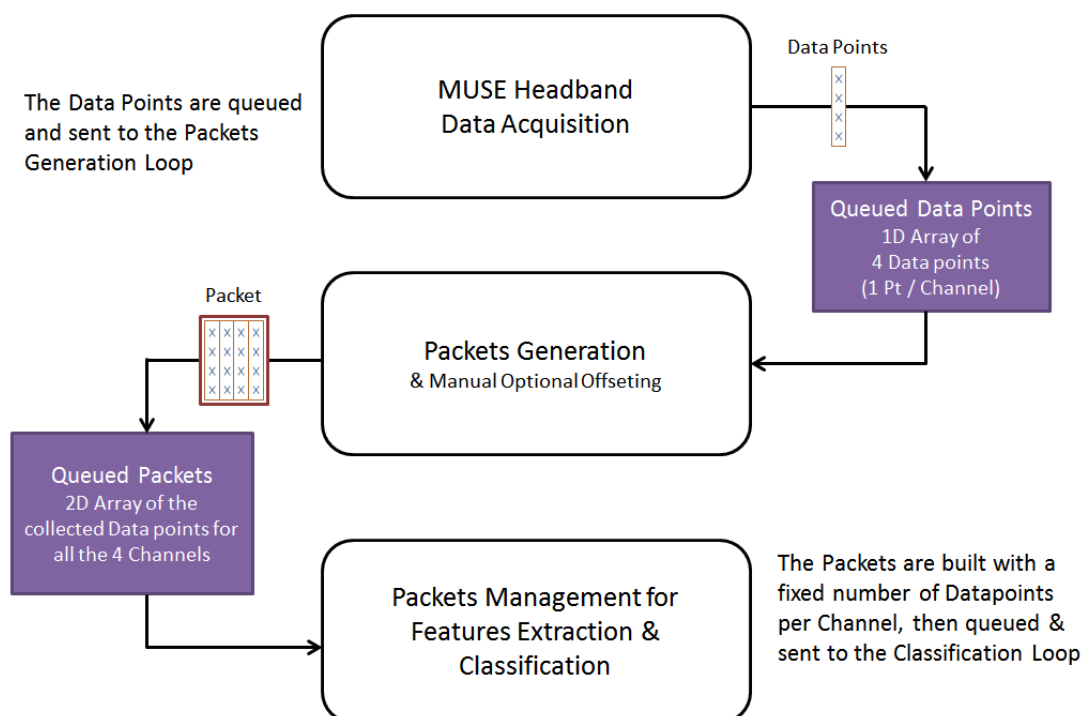 MUSE Headband
Data Acquisition
Data Points
x
x
x
x
The Data Points are queued
and sent to the Packets
Generation Loop
Queued Data Points
1D Array of
4 Data points
(1 Pt / Channel)
Packet
x x x x
x x x x
x x x x
x x x x
Packets Generation
& Manual Optional Offseting
Queued Packets
2D Array of the
collected Data points for
all the 4 Channels
Packets Management for
Features Extraction &
Classification
The Packets are built with a
fixed number of Datapoints
per Channel, then queued &
sent to the Classification Loop